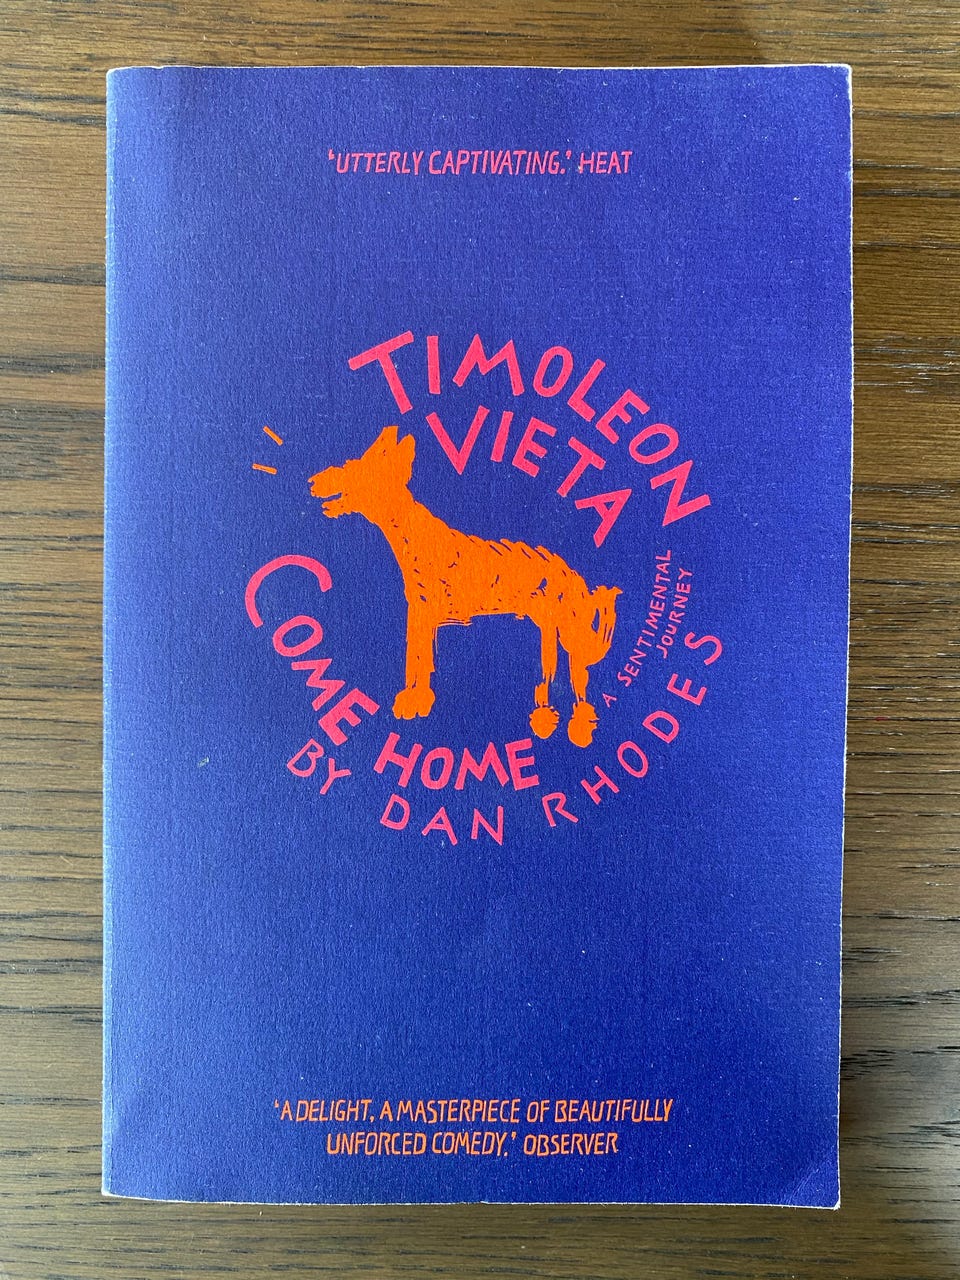 'UTTERLY CAPTIVATING.' HEAT
TIMOLEON
VIETA
COME HOME
A SENTIMENTAL
JOURNEY
BY DAN RHODES
'A DELIGHT, A MASTERPIECE OF BEAUTIFULLY
UNFORCED COMEDY.' OBSERVER